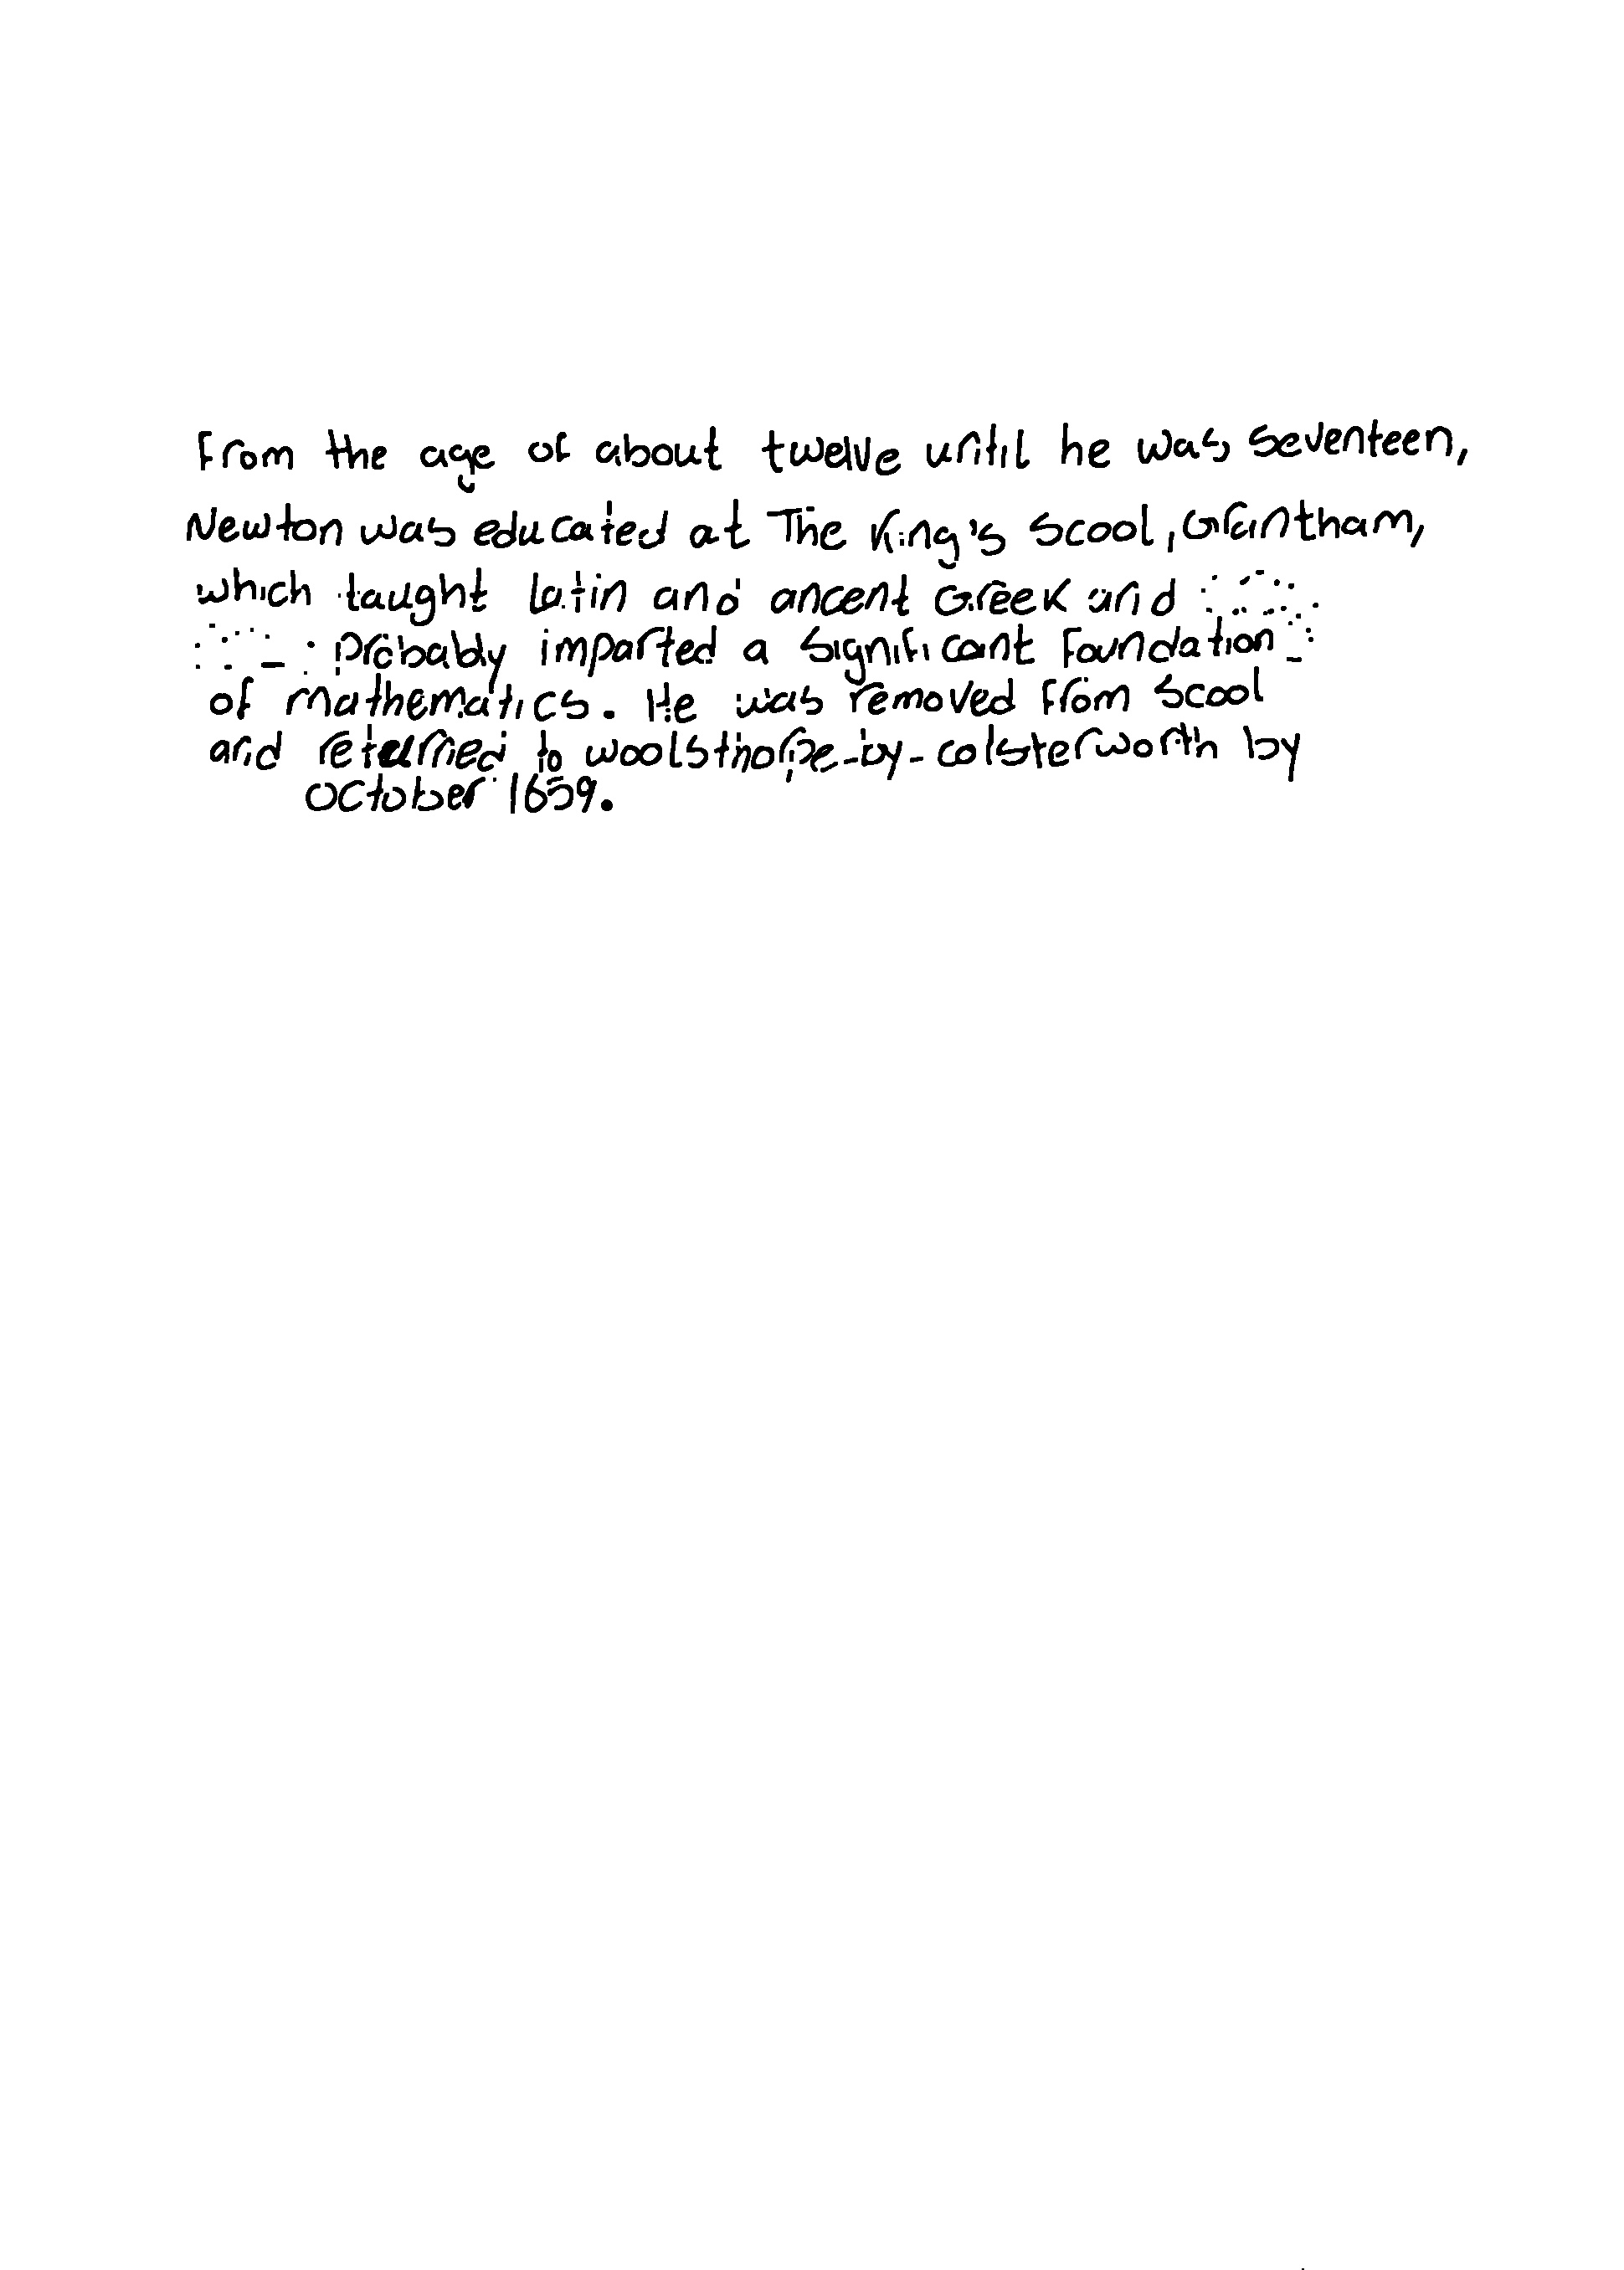 From the age of about twelve until he was seventeen,
Newton was educated at The King's Scool, Grantham,
which taught latin and ancent Greek and
probably imparted a significant foundation
of mathematics. He was removed from scool
and returned to woolsthorpe-by-colsterworth by
october 1659.